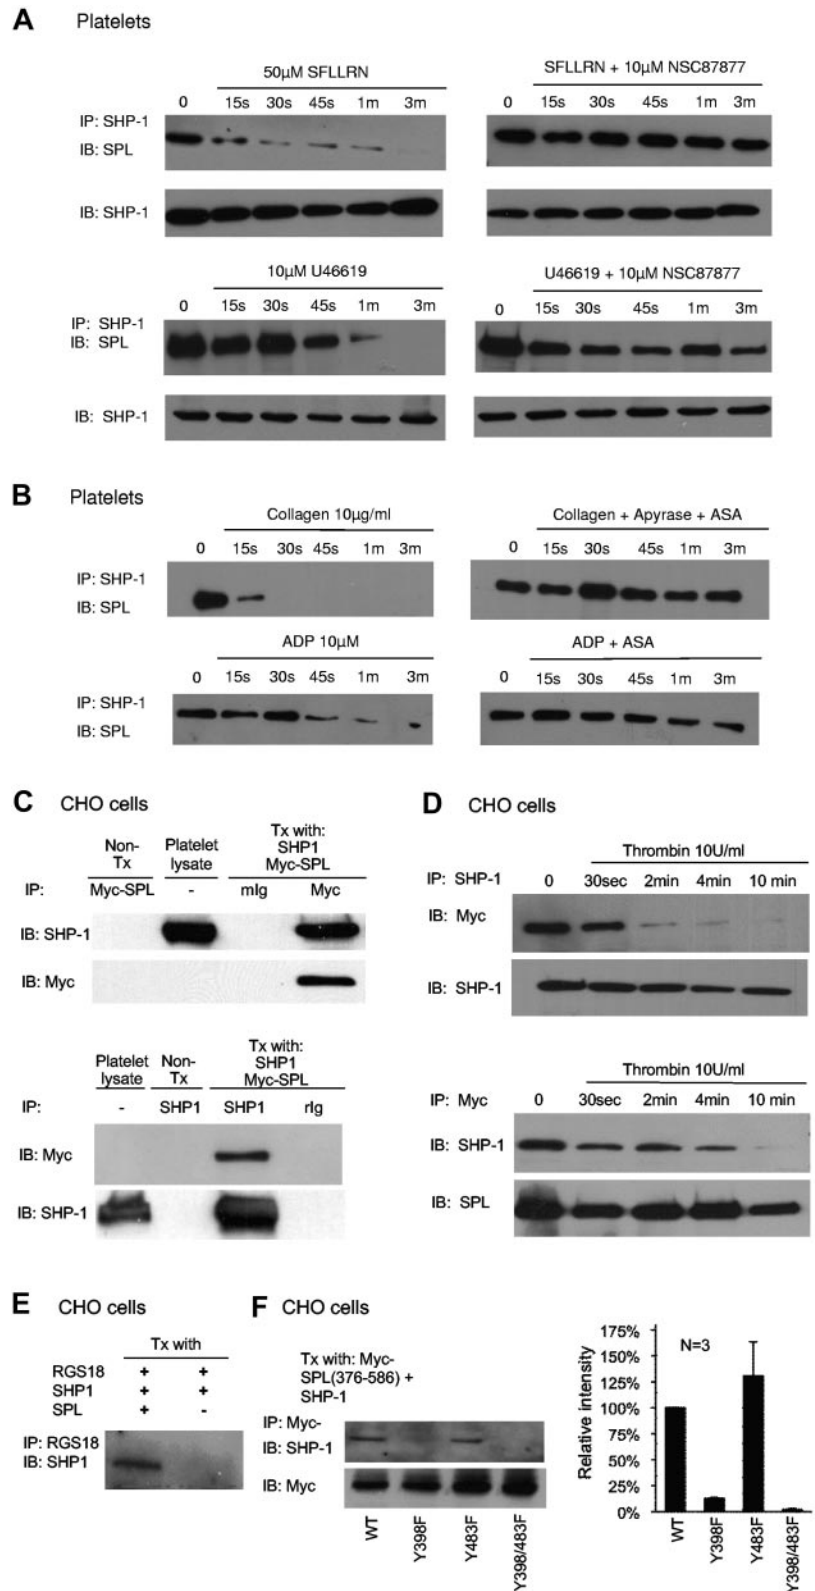 A Platelets
50µM SFLLRN
0 15s 30s 45s 1m 3m
IP: SHP-1
IB: SPL
IB: SHP-1
SFLLRN + 10µM NSC87877
0 15s 30s 45s 1m 3m
10µM U46619
0 15s 30s 45s 1m 3m
IP: SHP-1
IB: SPL
IB: SHP-1
U46619 + 10µM NSC87877
0 15s 30s 45s 1m 3m
B Platelets
Collagen 10µg/ml
0 15s 30s 45s 1m 3m
IP: SHP-1
IB: SPL
Collagen + Apyrase + ASA
0 15s 30s 45s 1m 3m
ADP 10µM
0 15s 30s 45s 1m 3m
IP: SHP-1
IB: SPL
ADP + ASA
0 15s 30s 45s 1m 3m
C CHO cells
Non-
Tx
Platelet
lysate
Tx with:
SHP1
Myc-SPL
IP: Myc-SPL - mIg Myc
IB: SHP-1
IB: Myc
Platelet
lysate
Non-
Tx
Tx with:
SHP1
Myc-SPL
IP: - SHP1 SHP1 rIg
IB: Myc
IB: SHP-1
D CHO cells
Thrombin 10U/ml
IP: SHP-1 0 30sec 2min 4min 10 min
IB: Myc
IB: SHP-1
Thrombin 10U/ml
IP: Myc 0 30sec 2min 4min 10 min
IB: SHP-1
IB: SPL
E CHO cells
Tx with
RGS18 + +
SHP1 + +
SPL + -
IP: RGS18
IB: SHP1
F CHO cells
Tx with: Myc-
SPL(376-586) +
SHP-1
IP: Myc-
IB: SHP-1
IB: Myc
WT Y398F Y483F Y398/483F
Relative intensity
175%
150%
125%
100%
75%
50%
25%
0%
N=3
WT Y398F Y483F Y398/483F